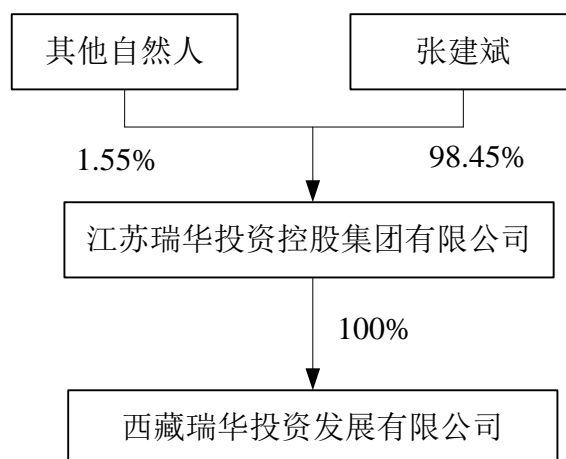 其他自然人
张建斌
1.55%
98.45%
江苏瑞华投资控股集团有限公司
100%
西藏瑞华投资发展有限公司